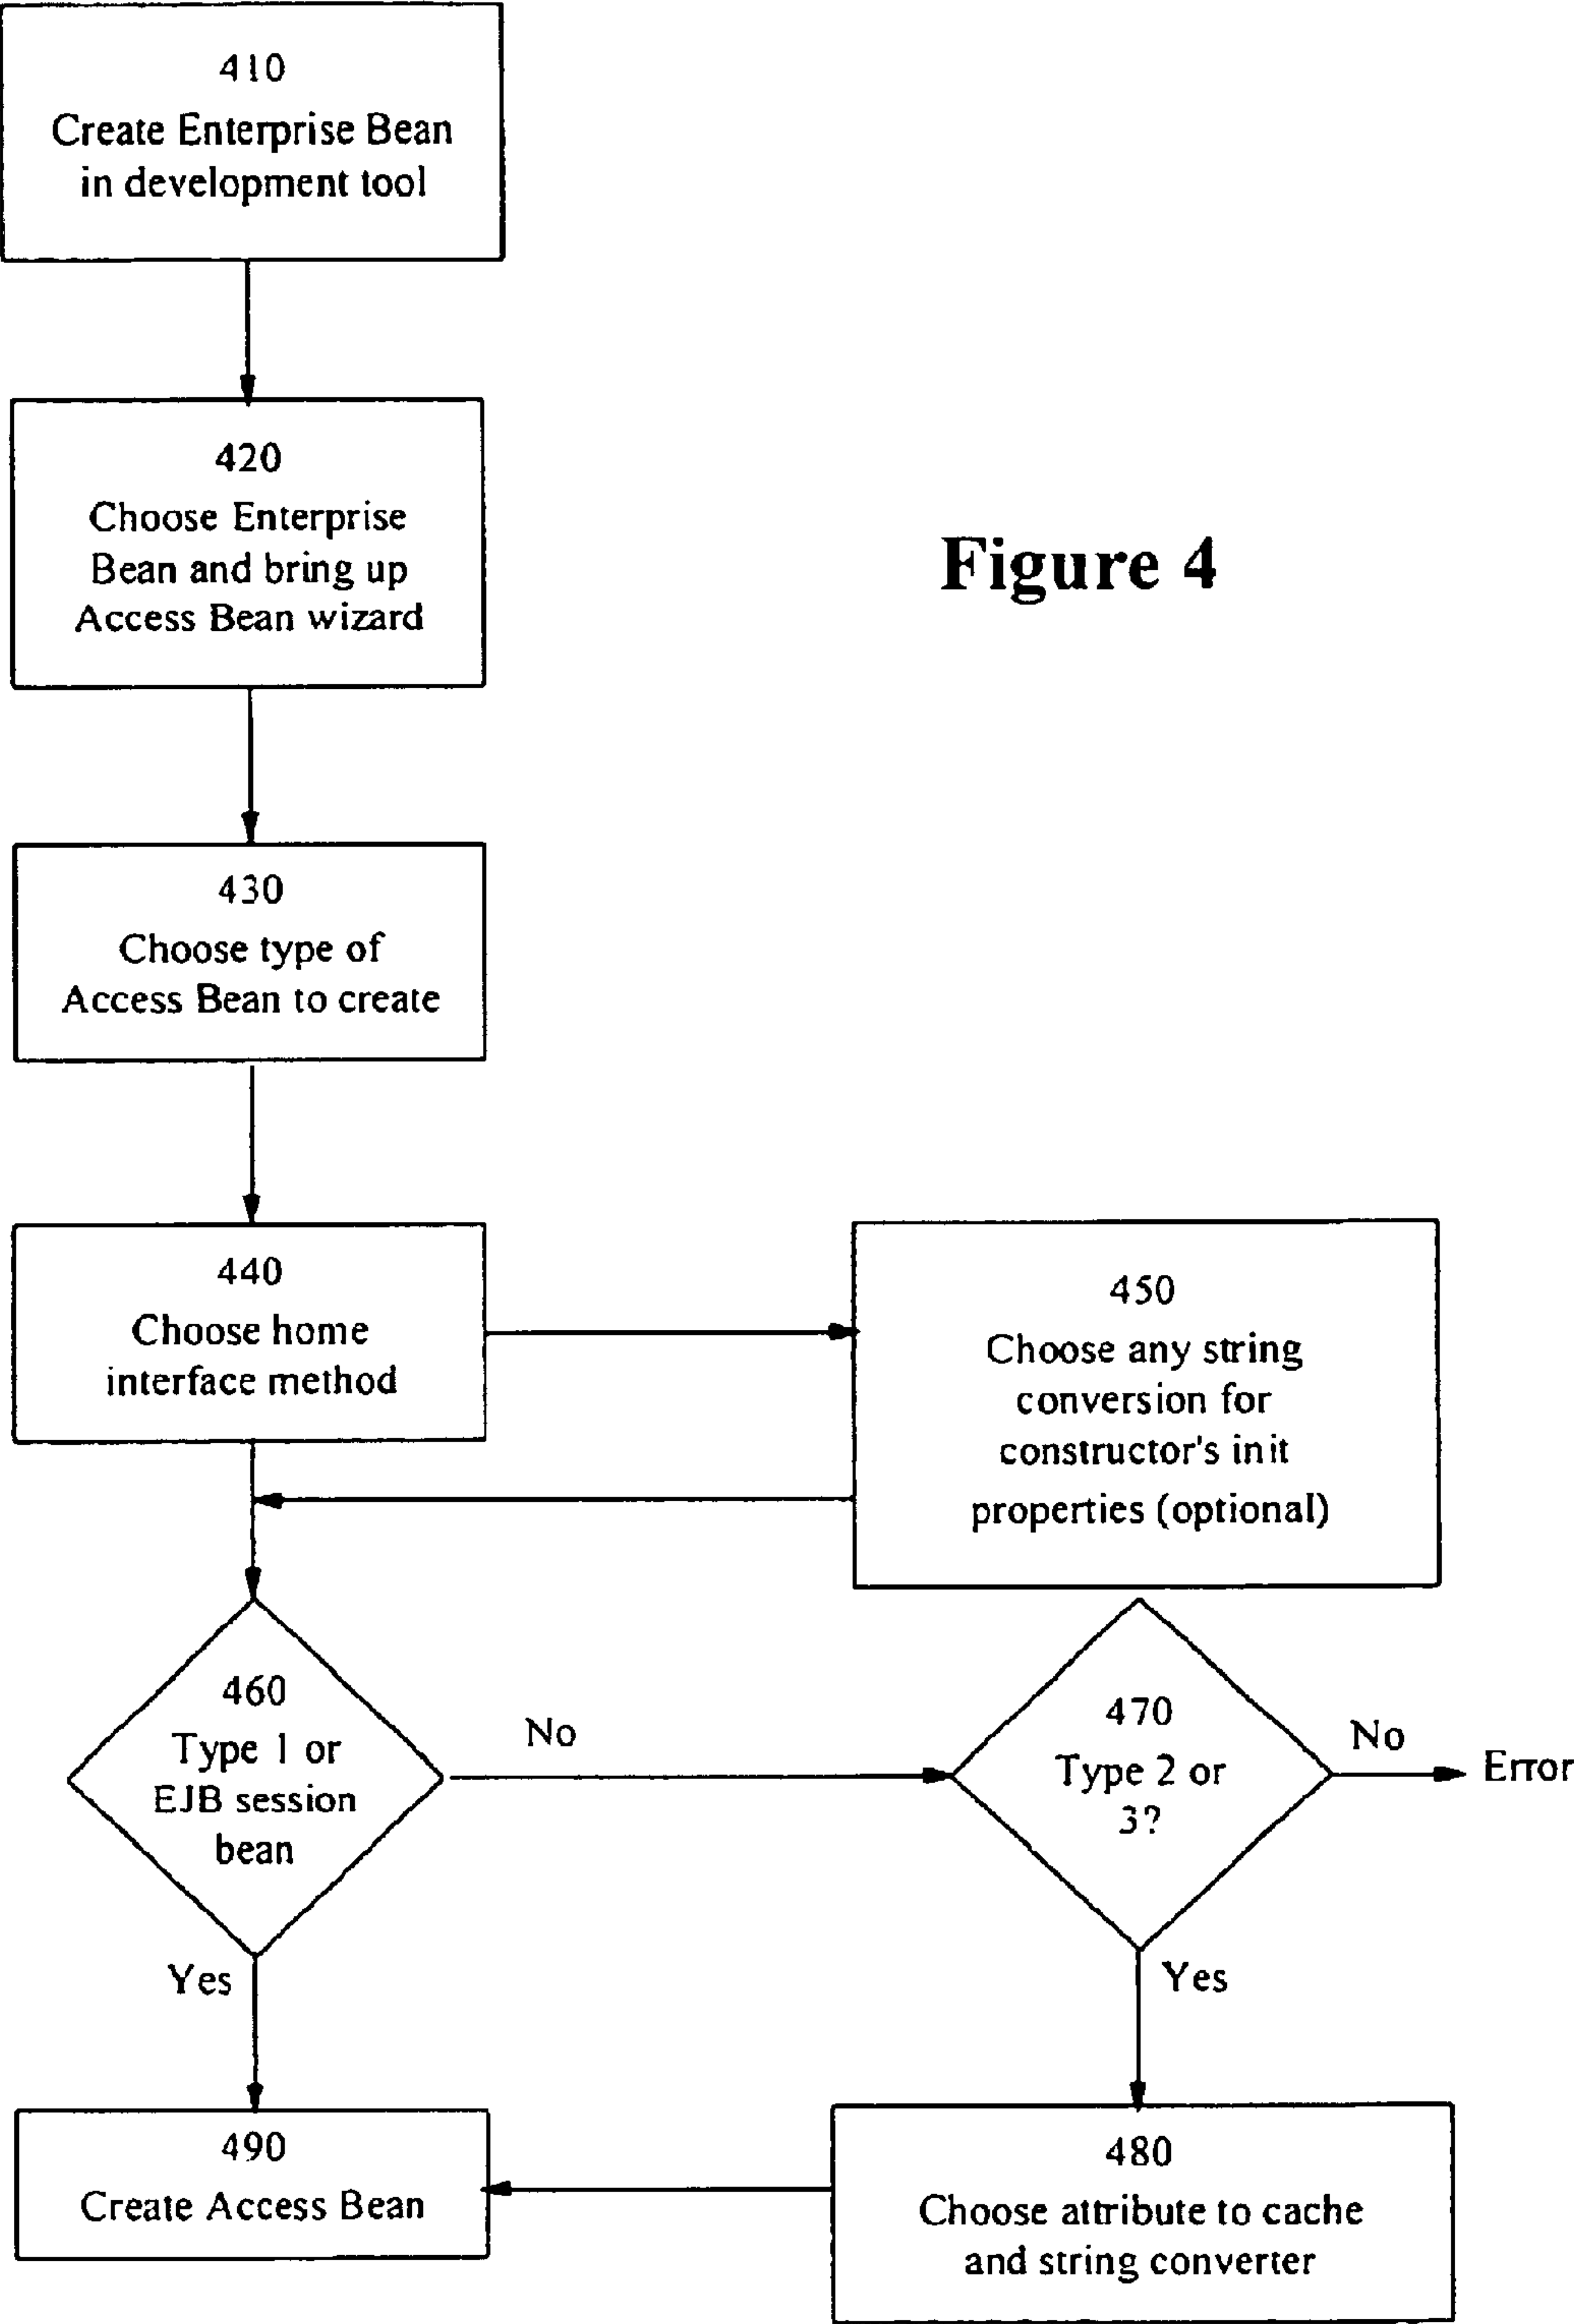 410
Create Enterprise Bean
in development tool
420
Choose Enterprise
Bean and bring up
Access Bean wizard
Figure 4
430
Choose type of
Access Bean to create
440
Choose home
interface method
450
Choose any string
conversion for
constructor's init
properties (optional)
460
Type 1 or
EJB session
bean
No
470
Type 2 or
3?
No
Error
Yes
Yes
490
Create Access Bean
480
Choose attribute to cache
and string converter